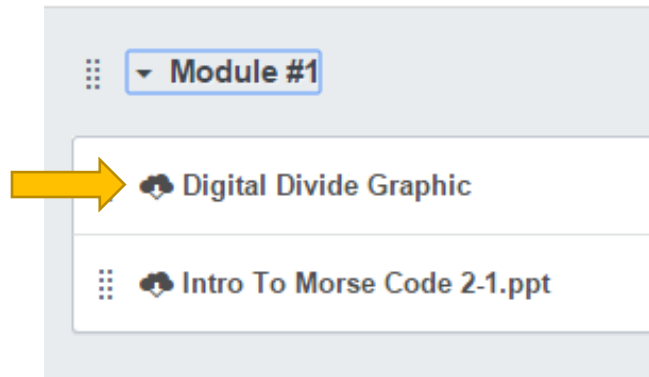 Module #1
Digital Divide Graphic
Intro To Morse Code 2-1.ppt